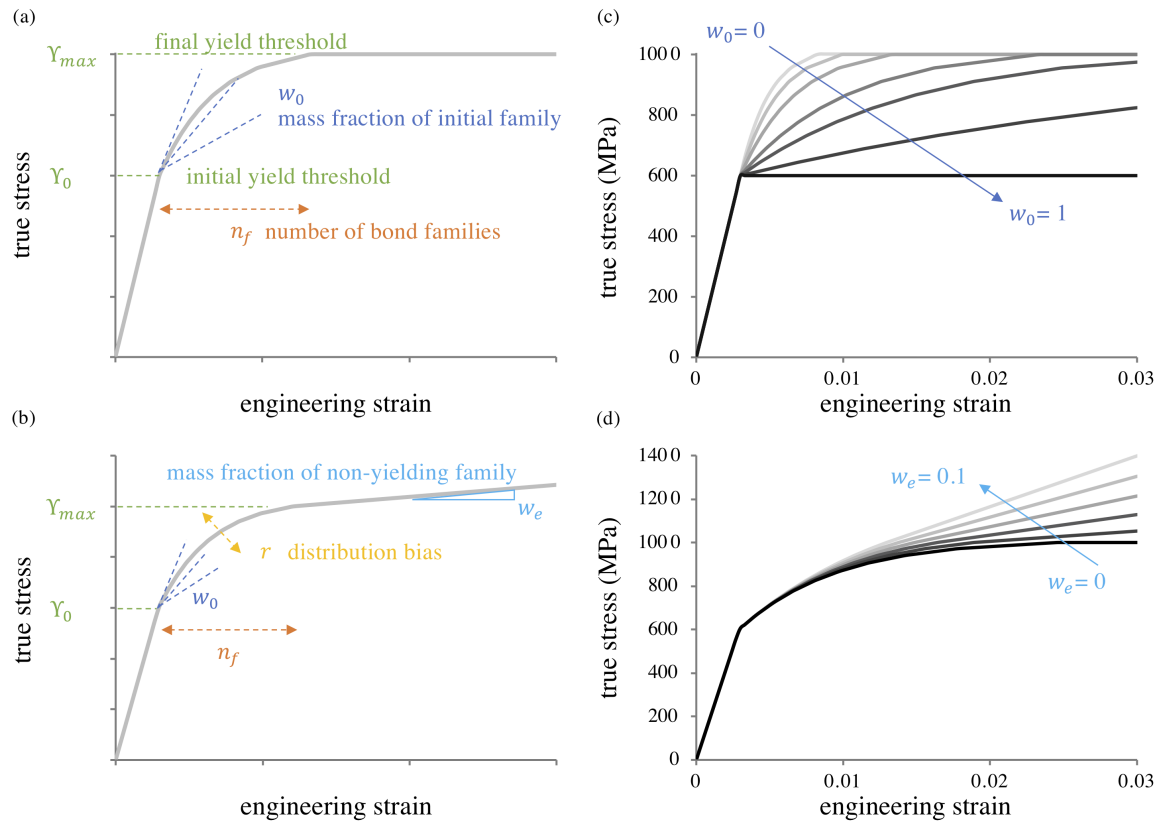 (a)
Υmax
final yield threshold
w0
mass fraction of initial family
Υ0
initial yield threshold
nf number of bond families
true stress
engineering strain
(c)
w0= 0
w0= 1
true stress (MPa)
100 0
800
600
400
200
0
0
0.01
0.02
0.03
engineering strain
(b)
mass fraction of non-yielding family
we
Υmax
r distribution bias
Υ0
w0
nf
true stress
engineering strain
(d)
we= 0.1
we= 0
true stress (MPa)
140 0
120 0
100 0
800
600
400
200
0
0
0.01
0.02
0.03
engineering strain